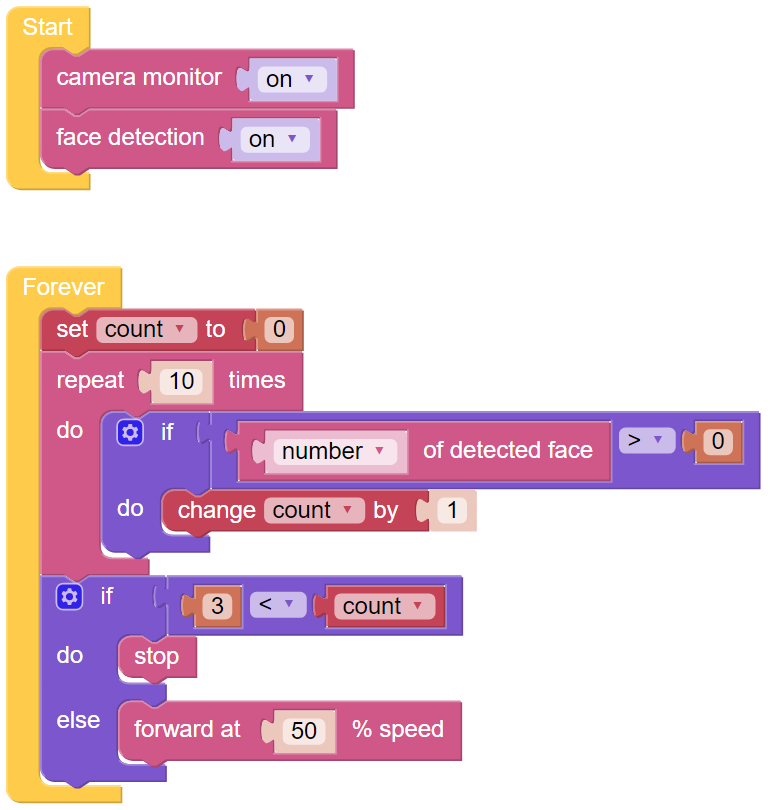 Start
camera monitor on
face detection on
Forever
set count to 0
repeat 10 times
do if number of detected face > 0
do change count by 1
if 3 < count
do stop
else forward at 50 % speed